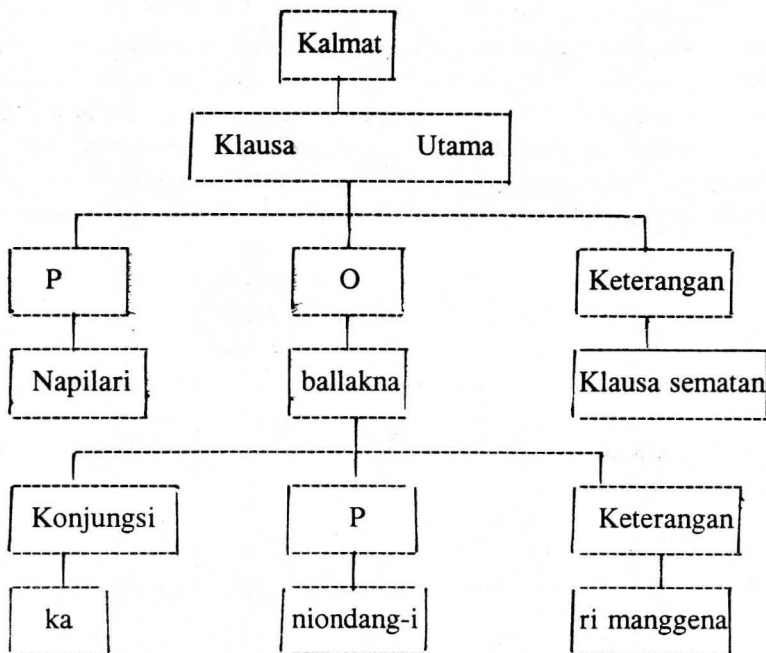 Kalmat
Klausa Utama
P O Keterangan
Napilari ballakna Klausa sematan
Konjungsi P Keterangan
ka niondang-i ri manggena